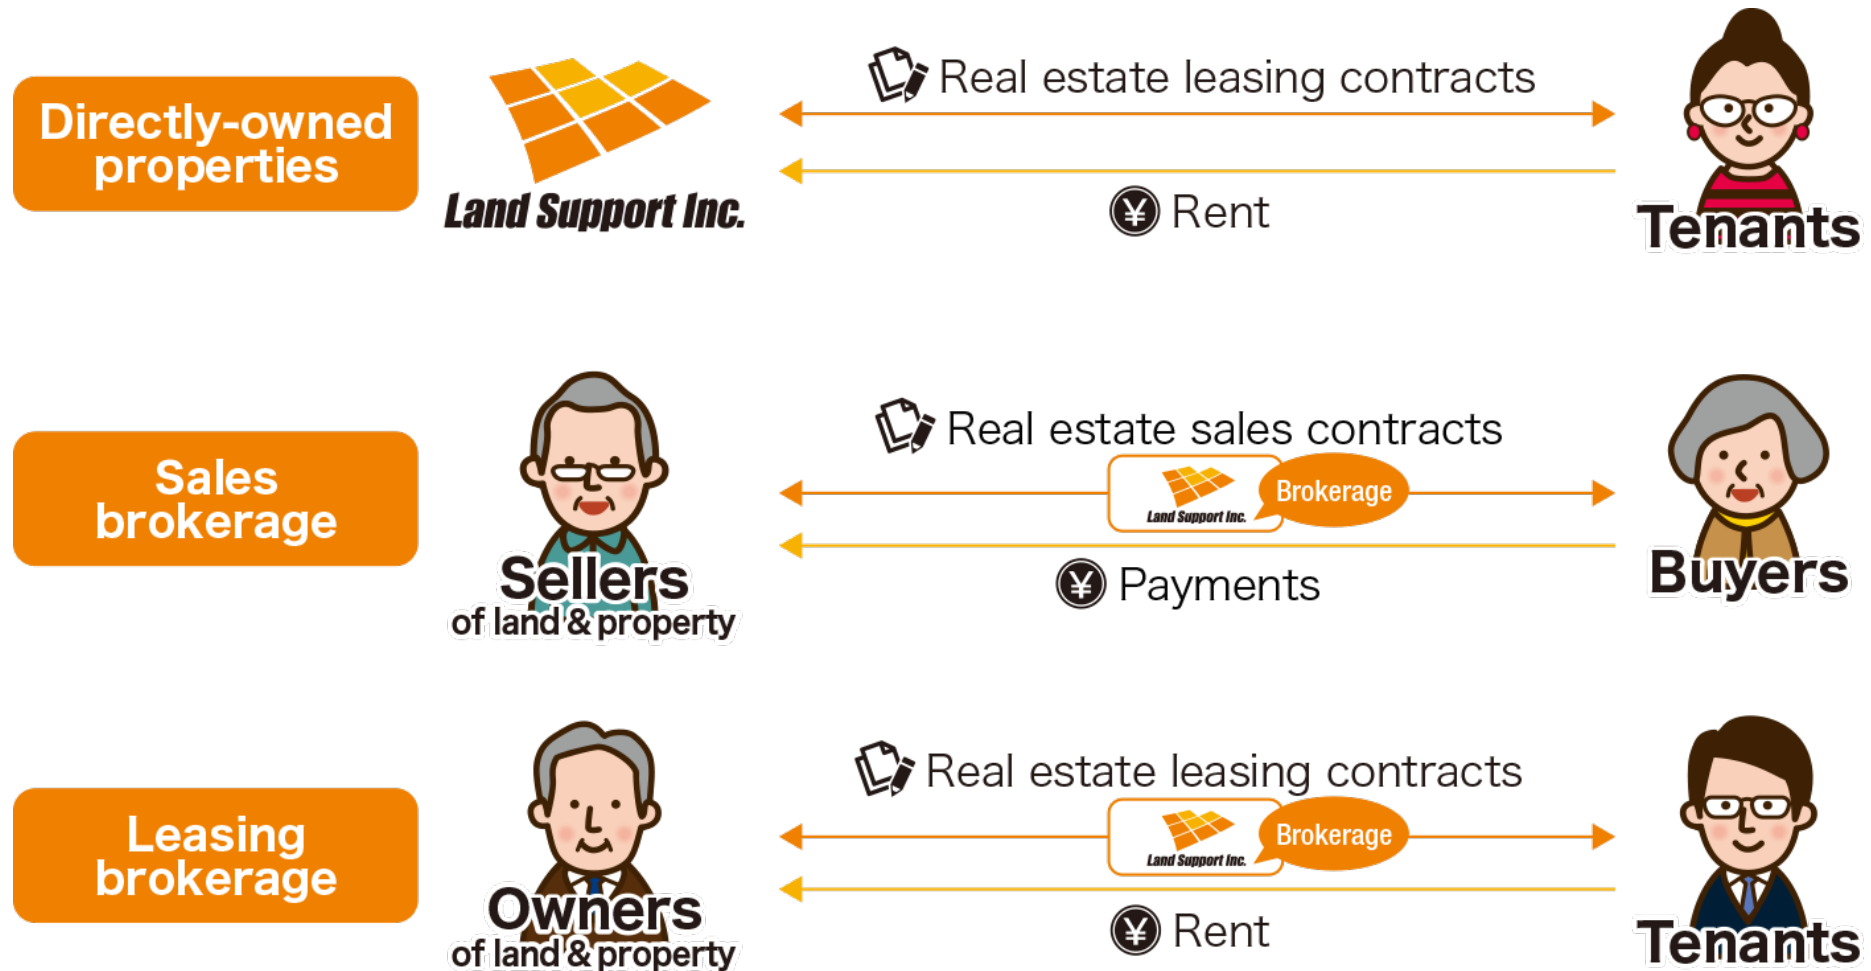 Directly-owned
properties
Land Support Inc.
Real estate leasing contracts
¥ Rent
Tenants
Sales
brokerage
Sellers
of land & property
Real estate sales contracts
Land Support Inc.
Brokerage
¥ Payments
Buyers
Leasing
brokerage
Owners
of land & property
Real estate leasing contracts
Land Support Inc.
Brokerage
¥ Rent
Tenants